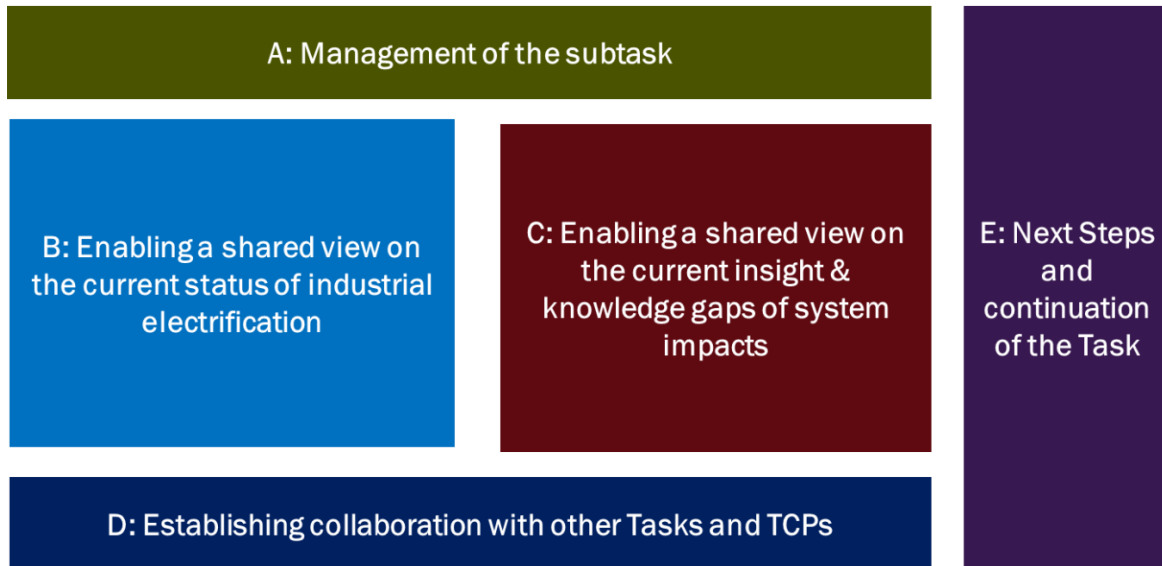 A: Management of the subtask
B: Enabling a shared view on
the current status of industrial
electrification
C: Enabling a shared view on
the current insight &
knowledge gaps of system
impacts
D: Establishing collaboration with other Tasks and TCPs
E: Next Steps
and
continuation
of the Task